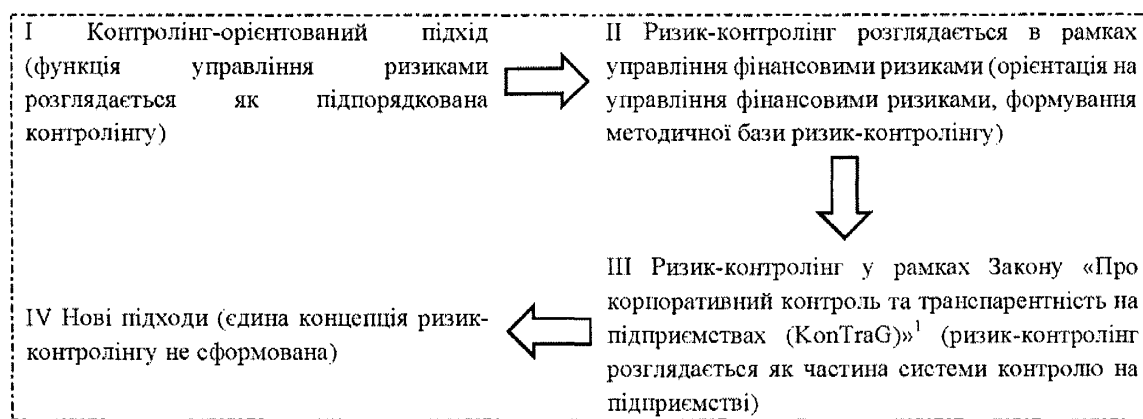 I Контролінг-орієнтований підхід
(функція управління ризиками
розглядається як підпорядкована
контролінгу)
II Ризик-контролінг розглядається в рамках
управління фінансовими ризиками (орієнтація на
управління фінансовими ризиками, формування
методичної бази ризик-контролінгу)
III Ризик-контролінг у рамках Закону «Про
корпоративний контроль та транспарентність на
підприємствах (KonTraG)»¹ (ризик-контролінг
розглядається як частина системи контролю на
підприємстві)
IV Нові підходи (єдина концепція ризик-
контролінгу не сформована)